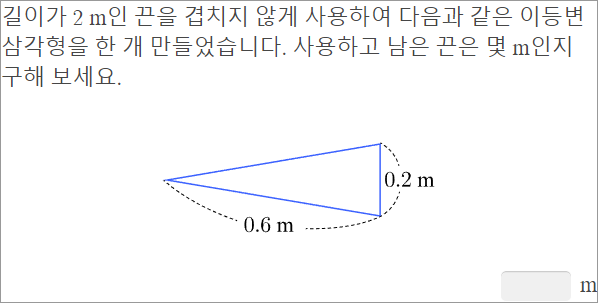 길이가 2 m인 끈을 겹치지 않게 사용하여 다음과 같은 이등변
삼각형을 한 개 만들었습니다. 사용하고 남은 끈은 몇 m인지
구해 보세요.
0.2 m
0.6 m
m